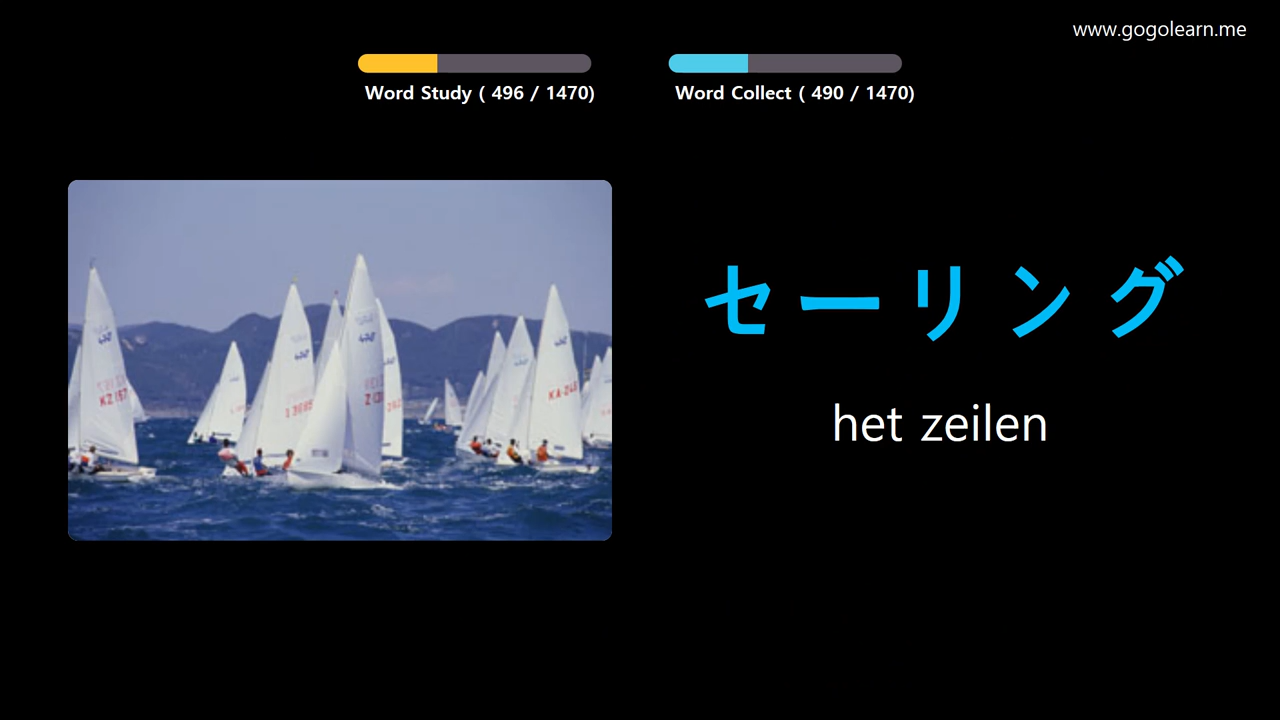 www.gogolearn.me
Word Study ( 496 / 1470)
Word Collect ( 490 / 1470)
セーリング
het zeilen